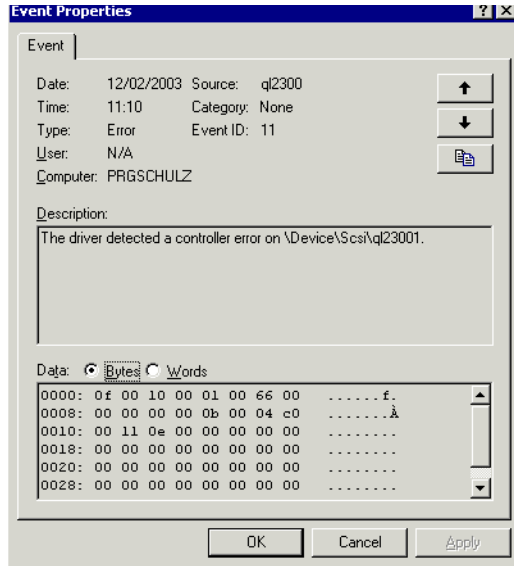 Event Properties
Event
Date: 12/02/2003 Source: ql2300
Time: 11:10 Category: None
Type: Error Event ID: 11
User: N/A
Computer: PRGSCHULZ
Description:
The driver detected a controller error on \Device\Scsi\ql23001.
Data: Bytes Words
0000: 0f 00 10 00 01 00 66 00 ......f.
0008: 00 00 00 00 0b 00 04 c0 .......À
0010: 00 11 0e 00 00 00 00 00 ........
0018: 00 00 00 00 00 00 00 00 ........
0020: 00 00 00 00 00 00 00 00 ........
0028: 00 00 00 00 00 00 00 00 ........
OK Cancel Apply